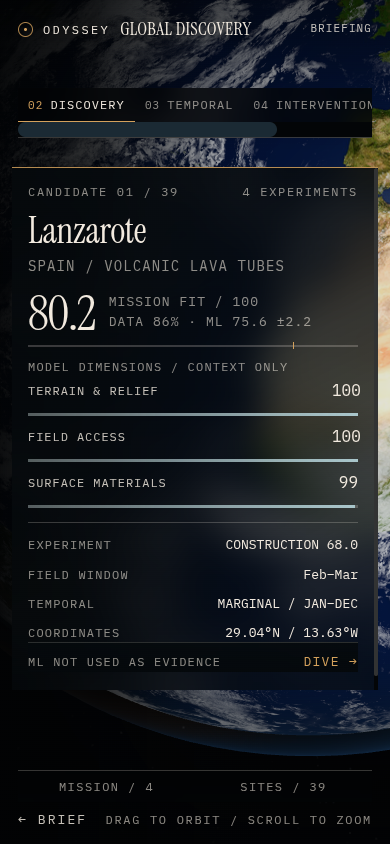 ODYSSEY GLOBAL DISCOVERY BRIEFING
02 DISCOVERY 03 TEMPORAL 04 INTERVENTION
CANDIDATE 01 / 39 4 EXPERIMENTS
Lanzarote
SPAIN / VOLCANIC LAVA TUBES
80.2 MISSION FIT / 100
DATA 86% · ML 75.6 ±2.2
MODEL DIMENSIONS / CONTEXT ONLY
TERRAIN & RELIEF 100
FIELD ACCESS 100
SURFACE MATERIALS 99
EXPERIMENT CONSTRUCTION 68.0
FIELD WINDOW Feb–Mar
TEMPORAL MARGINAL / JAN–DEC
COORDINATES 29.04°N / 13.63°W
ML NOT USED AS EVIDENCE DIVE →
MISSION / 4 SITES / 39
← BRIEF DRAG TO ORBIT / SCROLL TO ZOOM